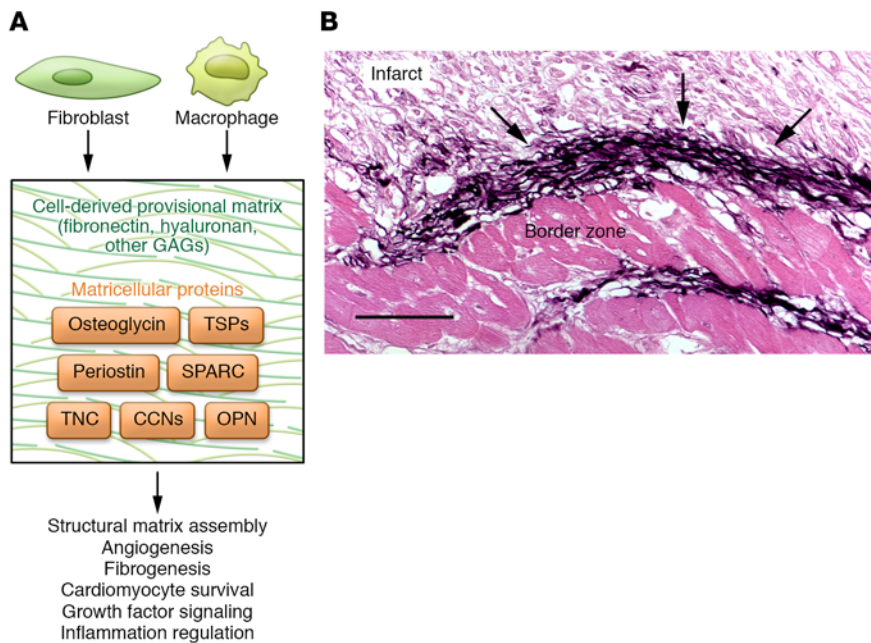 A
Fibroblast
Macrophage
Cell-derived provisional matrix
(fibronectin, hyaluronan,
other GAGs)
Matricellular proteins
Osteoglycin
TSPs
Periostin
SPARC
TNC
CCNs
OPN
Structural matrix assembly
Angiogenesis
Fibrogenesis
Cardiomyocyte survival
Growth factor signaling
Inflammation regulation
B
Infarct
Border zone